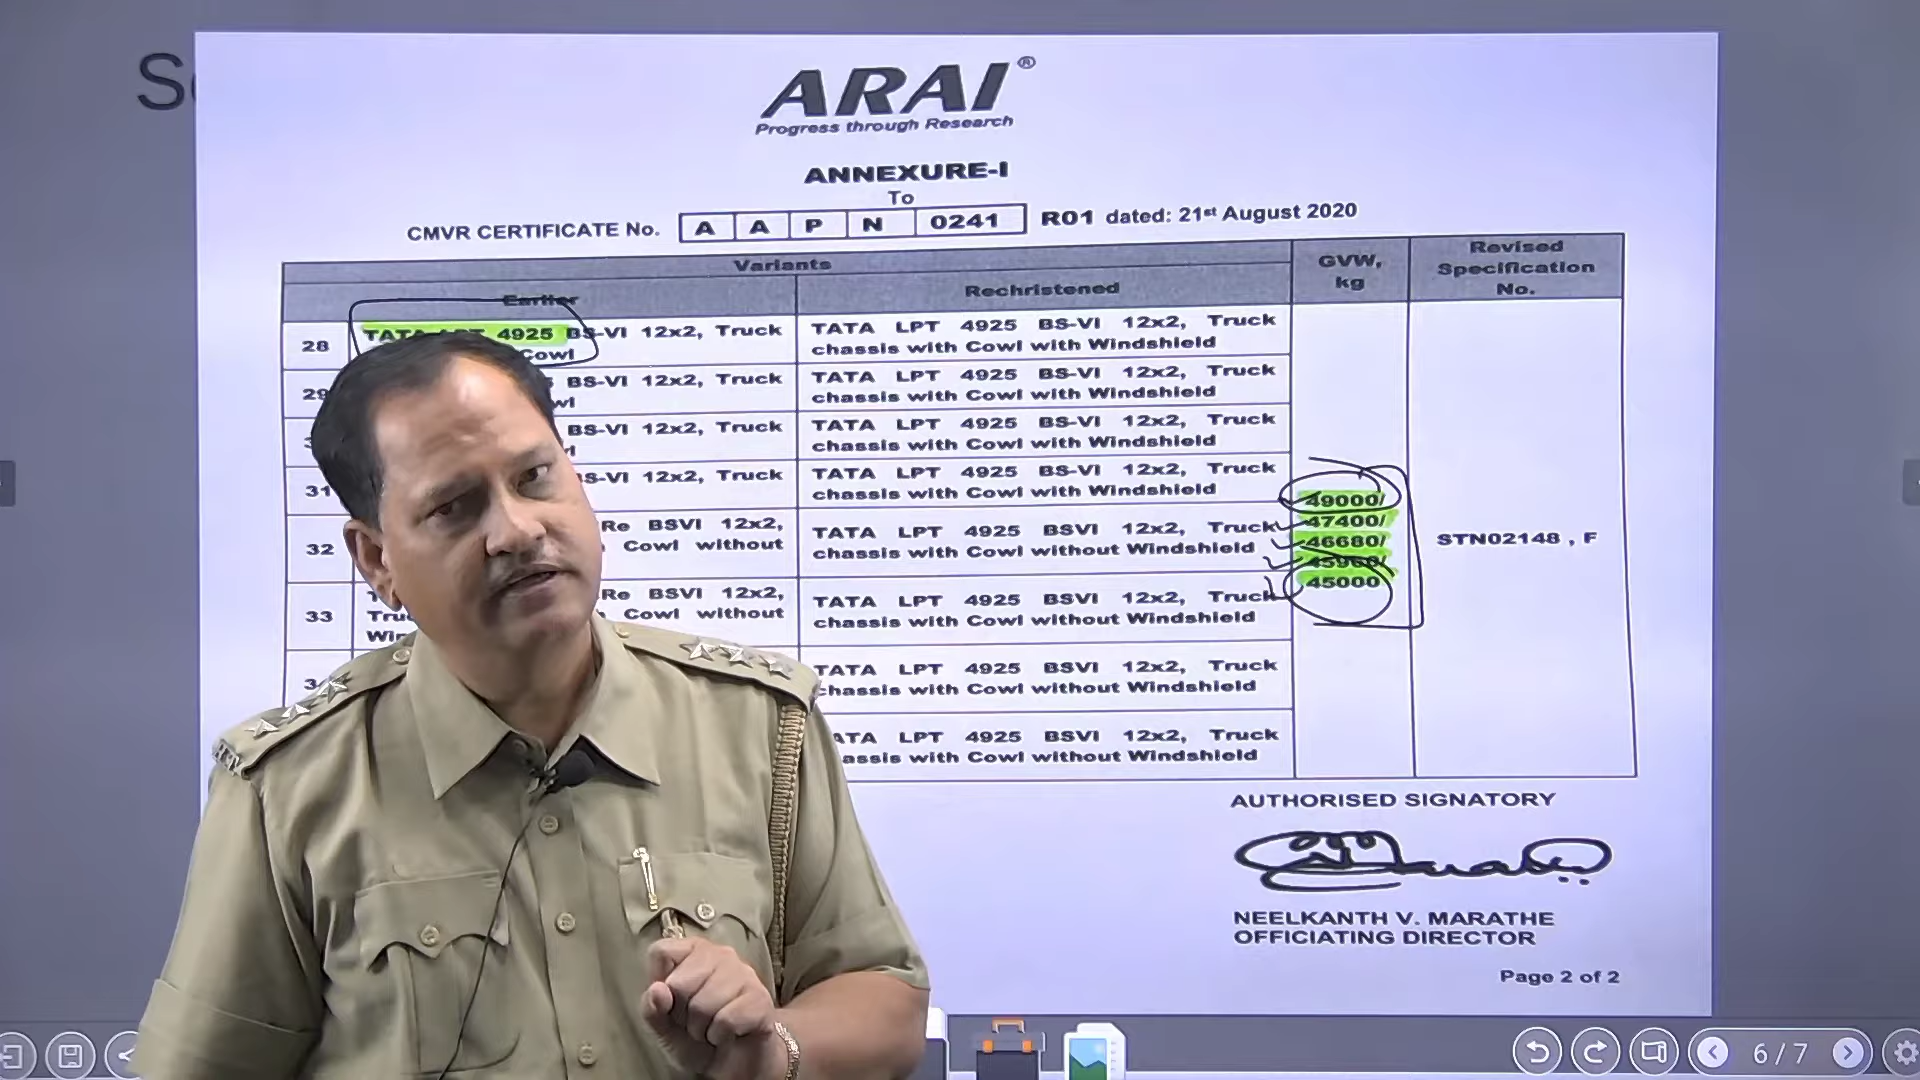 ARAI®
Progress through Research
ANNEXURE-I
To
CMVR CERTIFICATE No. A A P N 0241 R01 dated: 21st August 2020
Variants
GVW, kg
Revised Specification No.
Earlier
Rechristened
28
TATA LPT 4925 BS-VI 12x2, Truck
Cowl
TATA LPT 4925 BS-VI 12x2, Truck
chassis with Cowl with Windshield
29
BS-VI 12x2, Truck
TATA LPT 4925 BS-VI 12x2, Truck
chassis with Cowl with Windshield
BS-VI 12x2, Truck
TATA LPT 4925 BS-VI 12x2, Truck
chassis with Cowl with Windshield
31
BS-VI 12x2, Truck
TATA LPT 4925 BS-VI 12x2, Truck
chassis with Cowl with Windshield
32
Re BSVI 12x2,
Cowl without
TATA LPT 4925 BSVI 12x2, Truck
chassis with Cowl without Windshield
33
Re BSVI 12x2,
Cowl without
TATA LPT 4925 BSVI 12x2, Truck
chassis with Cowl without Windshield
TATA LPT 4925 BSVI 12x2, Truck
chassis with Cowl without Windshield
TATA LPT 4925 BSVI 12x2, Truck
chassis with Cowl without Windshield
49000/
47400/
46680/
45960/
45000
STN02148 , F
AUTHORISED SIGNATORY
NEELKANTH V. MARATHE
OFFICIATING DIRECTOR
Page 2 of 2
6 / 7